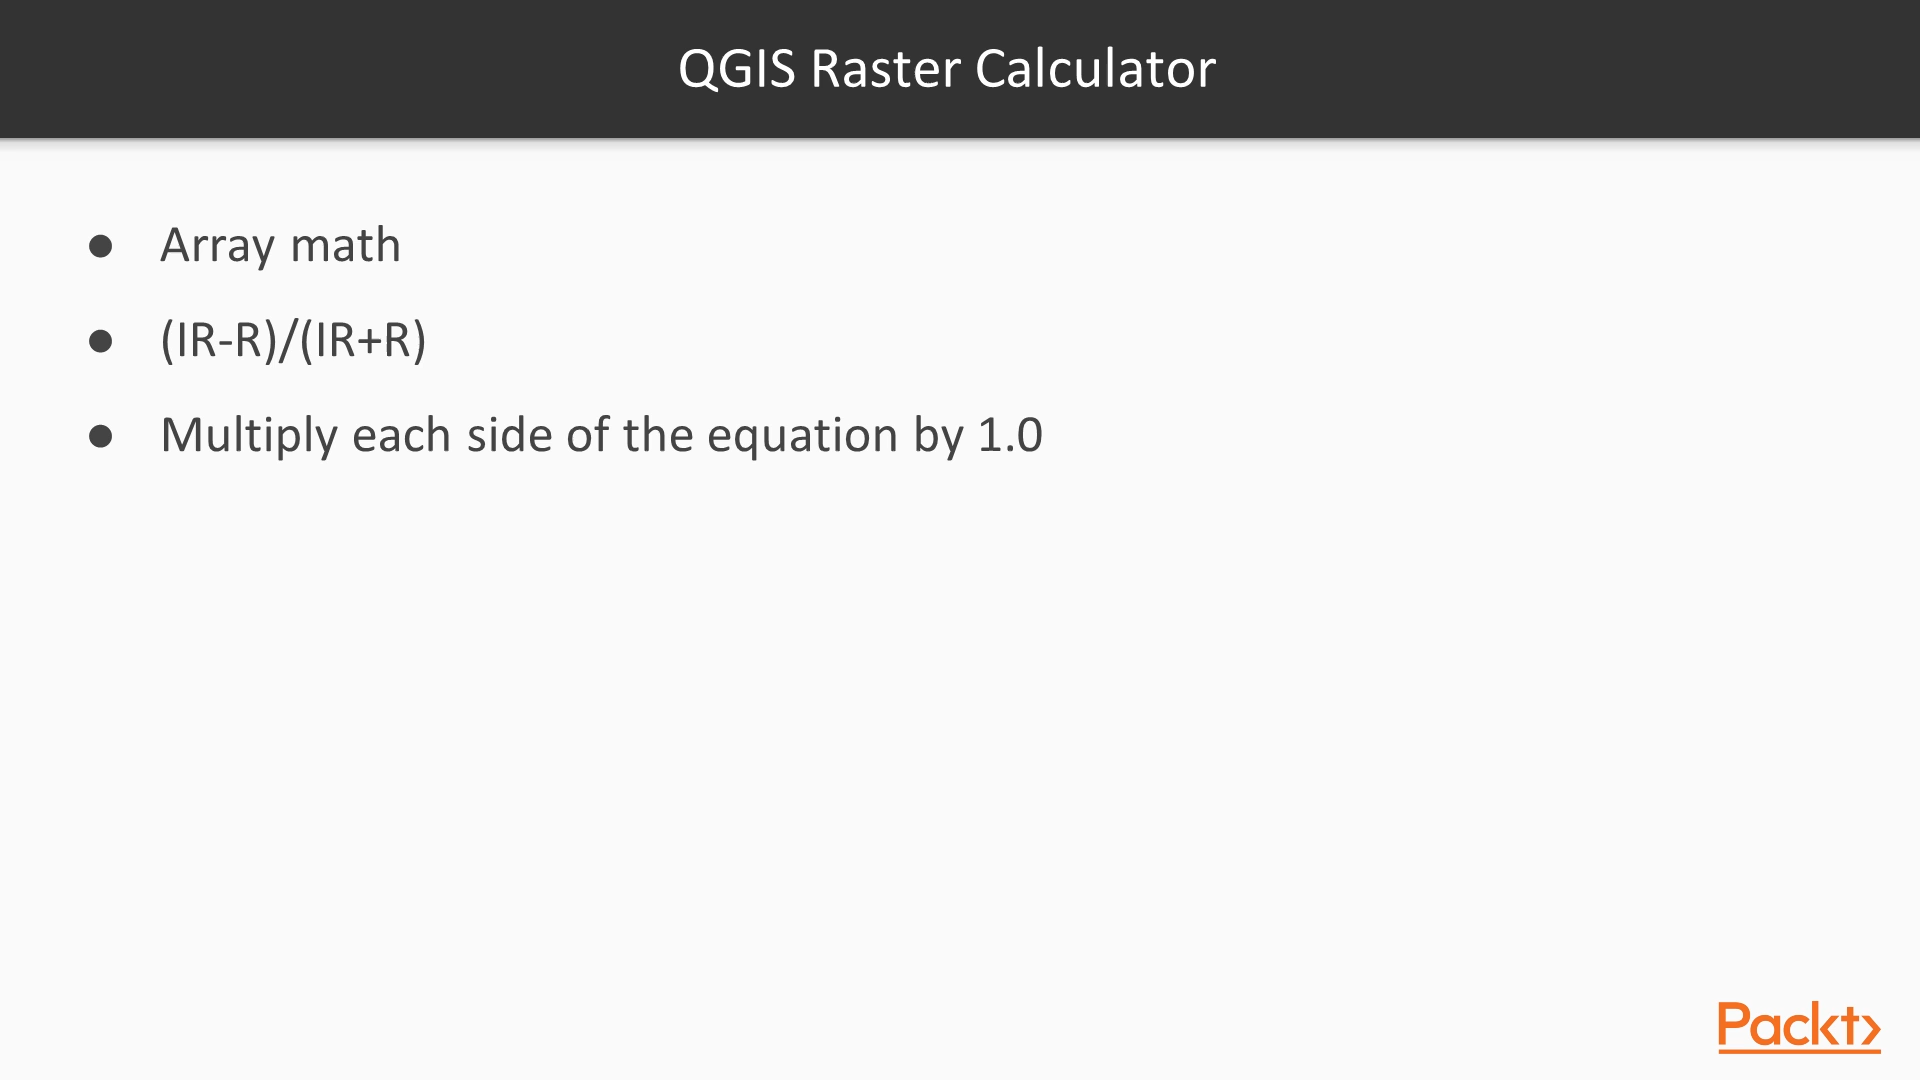 QGIS Raster Calculator
● Array math
● (IR-R)/(IR+R)
● Multiply each side of the equation by 1.0
Packt>